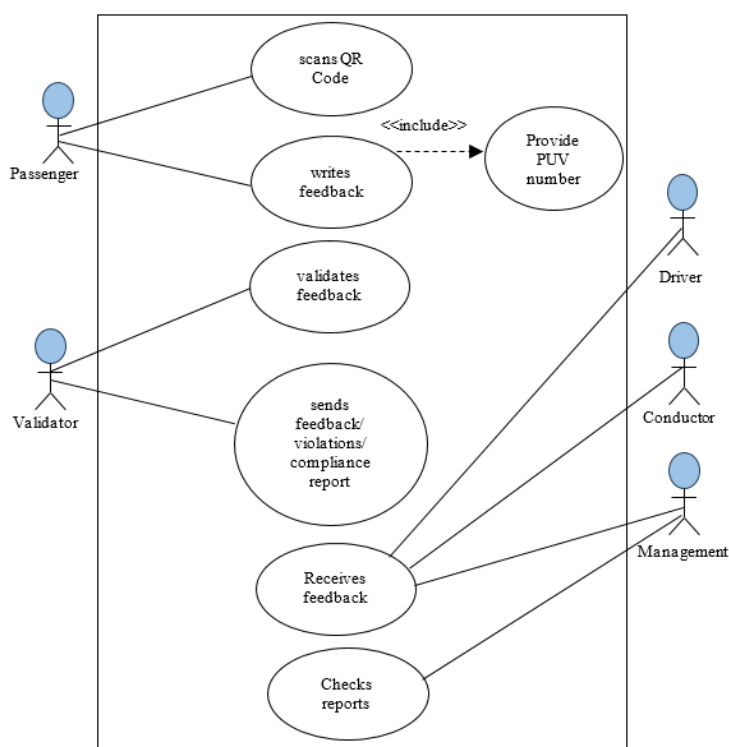 scans QR
Code
<<include>>
Provide
PUV
number
writes
feedback
Passenger
validates
feedback
Driver
Validator
sends
feedback/
violations/
compliance
report
Conductor
Receives
feedback
Management
Checks
reports